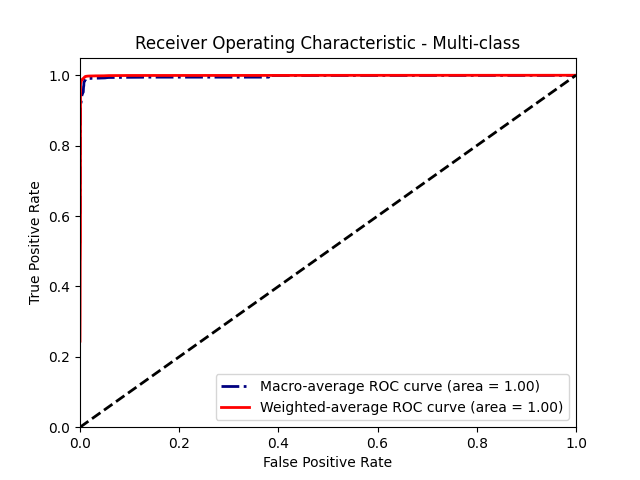 Receiver Operating Characteristic - Multi-class
True Positive Rate
1.0
0.8
0.6
0.4
0.2
0.0
Macro-average ROC curve (area = 1.00)
Weighted-average ROC curve (area = 1.00)
0.0 0.2 0.4 0.6 0.8 1.0
False Positive Rate